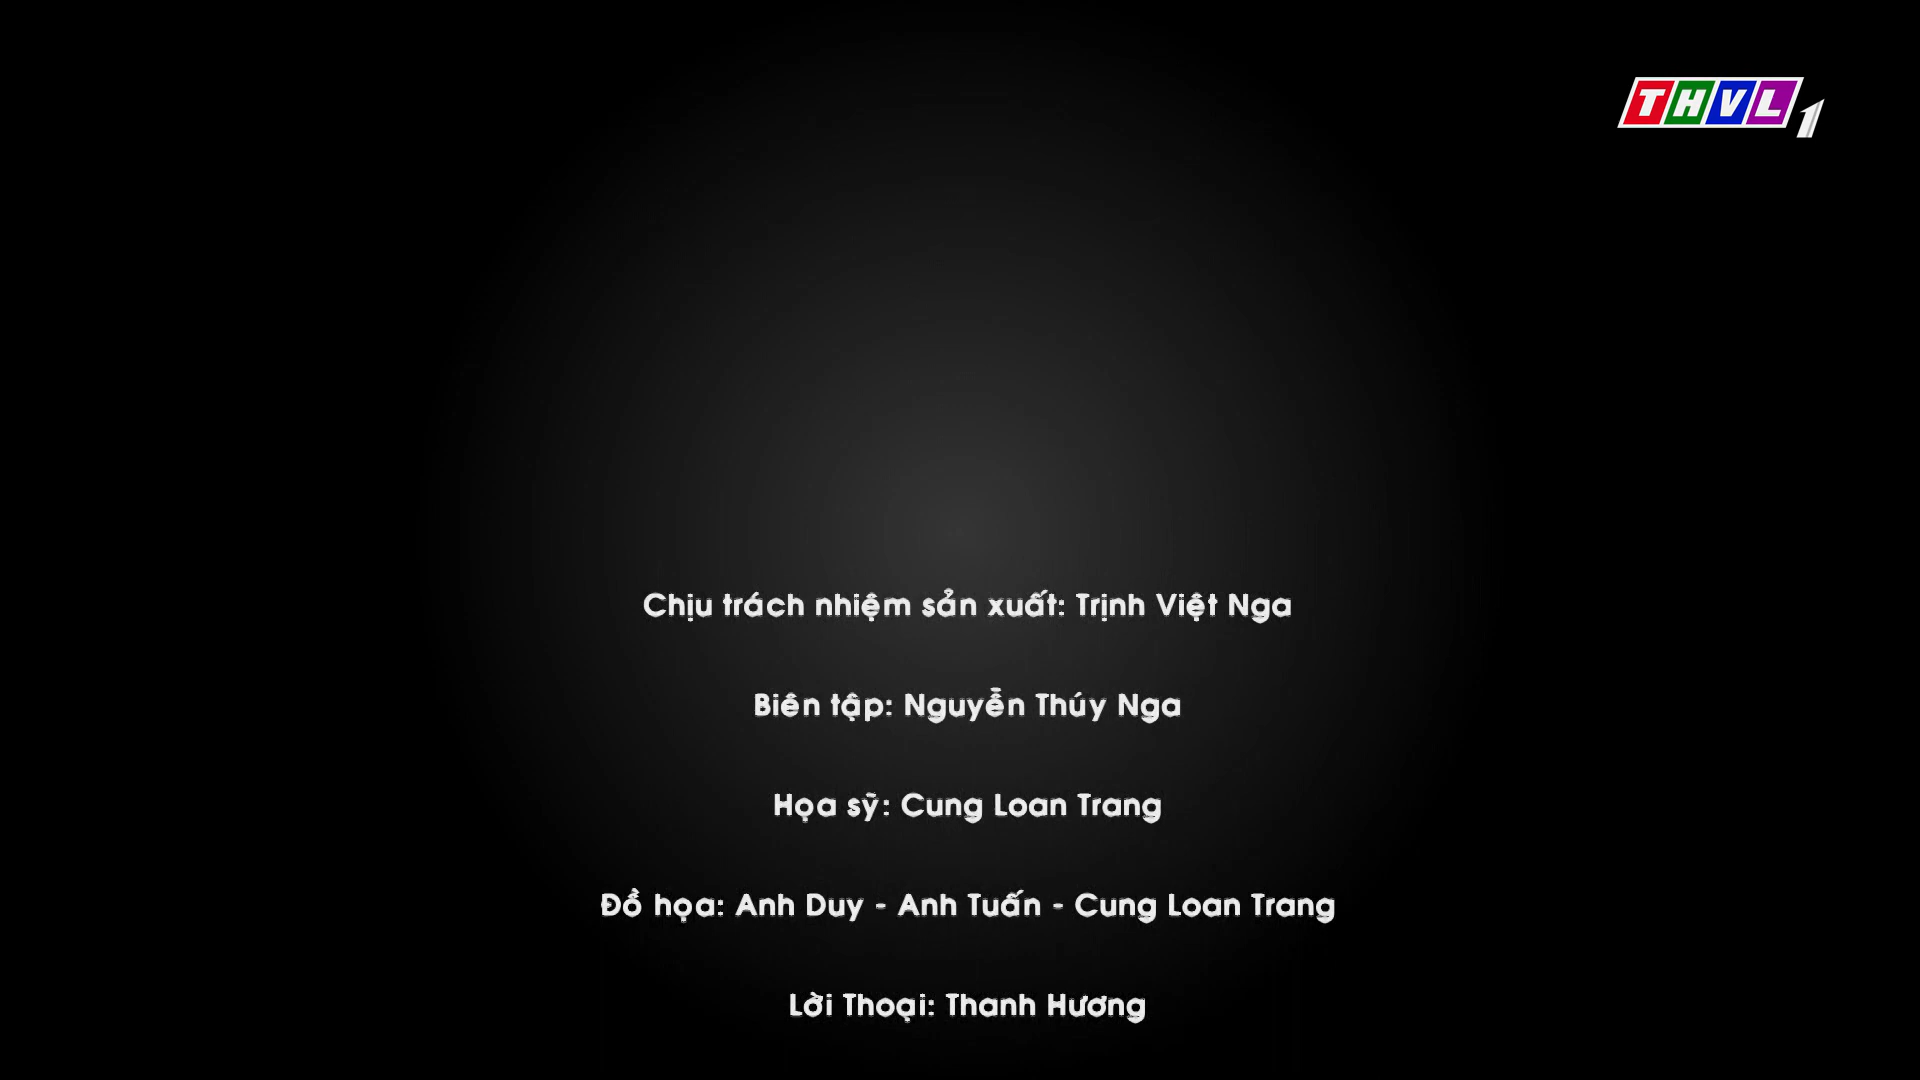 THVL1
Chịu trách nhiệm sản xuất: Trịnh Việt Nga
Biên tập: Nguyễn Thúy Nga
Họa sỹ: Cung Loan Trang
Đồ họa: Anh Duy - Anh Tuấn - Cung Loan Trang
Lời Thoại: Thanh Hương